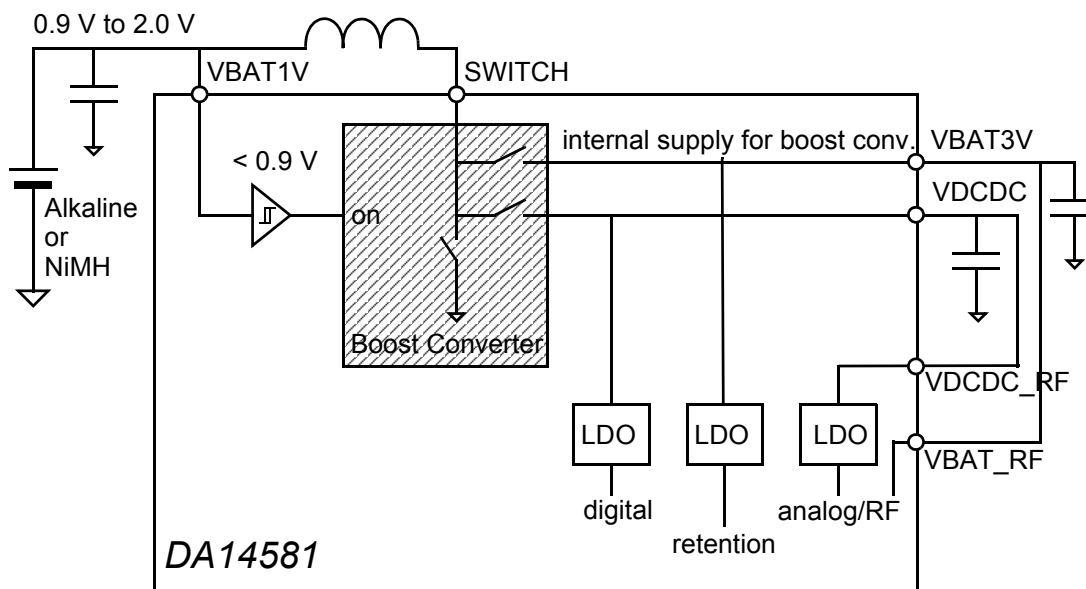 0.9 V to 2.0 V
VBAT1V
SWITCH
internal supply for boost conv.
VBAT3V
< 0.9 V
VDCDC
Alkaline
or
NiMH
on
Boost Converter
VDCDC_RF
LDO
LDO
LDO
VBAT_RF
digital
analog/RF
retention
DA14581